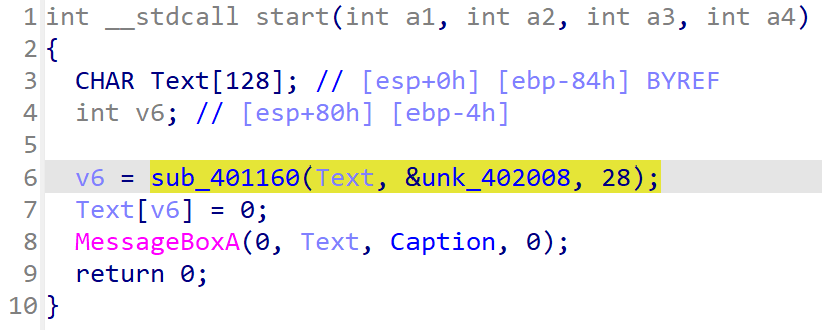 1 int __stdcall start(int a1, int a2, int a3, int a4)
2 {
3   CHAR Text[128]; // [esp+0h] [ebp-84h] BYREF
4   int v6; // [esp+80h] [ebp-4h]
5
6   v6 = sub_401160(Text, &unk_402008, 28);
7   Text[v6] = 0;
8   MessageBoxA(0, Text, Caption, 0);
9   return 0;
10 }